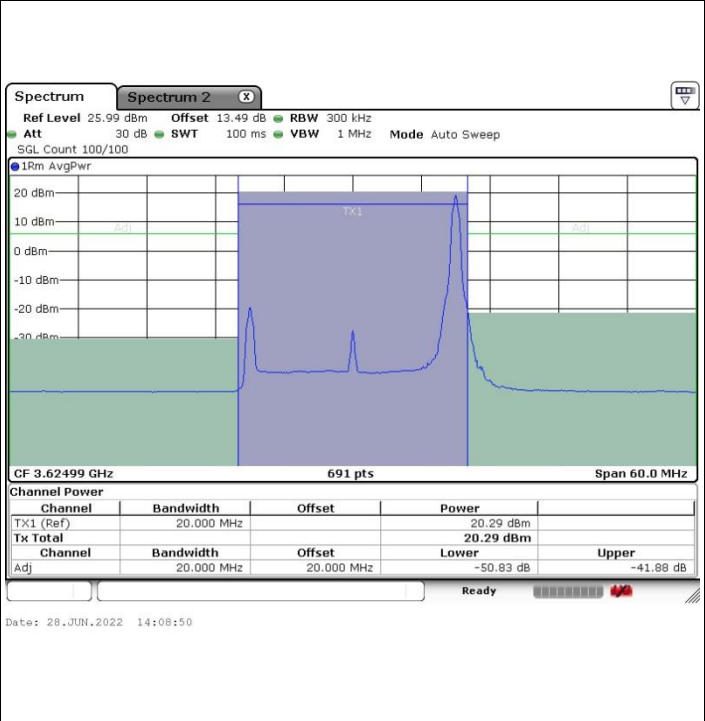 Spectrum Spectrum 2 X
Ref Level 25.99 dBm Offset 13.49 dB RBW 300 kHz
Att 30 dB SWT 100 ms VBW 1 MHz Mode Auto Sweep
SGL Count 100/100
1Rm AvgPwr
20 dBm
TX1
10 dBm
Adj Adj
0 dBm
-10 dBm
-20 dBm
-30 dBm
CF 3.62499 GHz 691 pts Span 60.0 MHz
Channel Power
Channel Bandwidth Offset Power
TX1 (Ref) 20.000 MHz 20.29 dBm
Tx Total 20.29 dBm
Channel Bandwidth Offset Lower Upper
Adj 20.000 MHz 20.000 MHz -50.83 dB -41.88 dB
Ready
Date: 28.JUN.2022 14:08:50